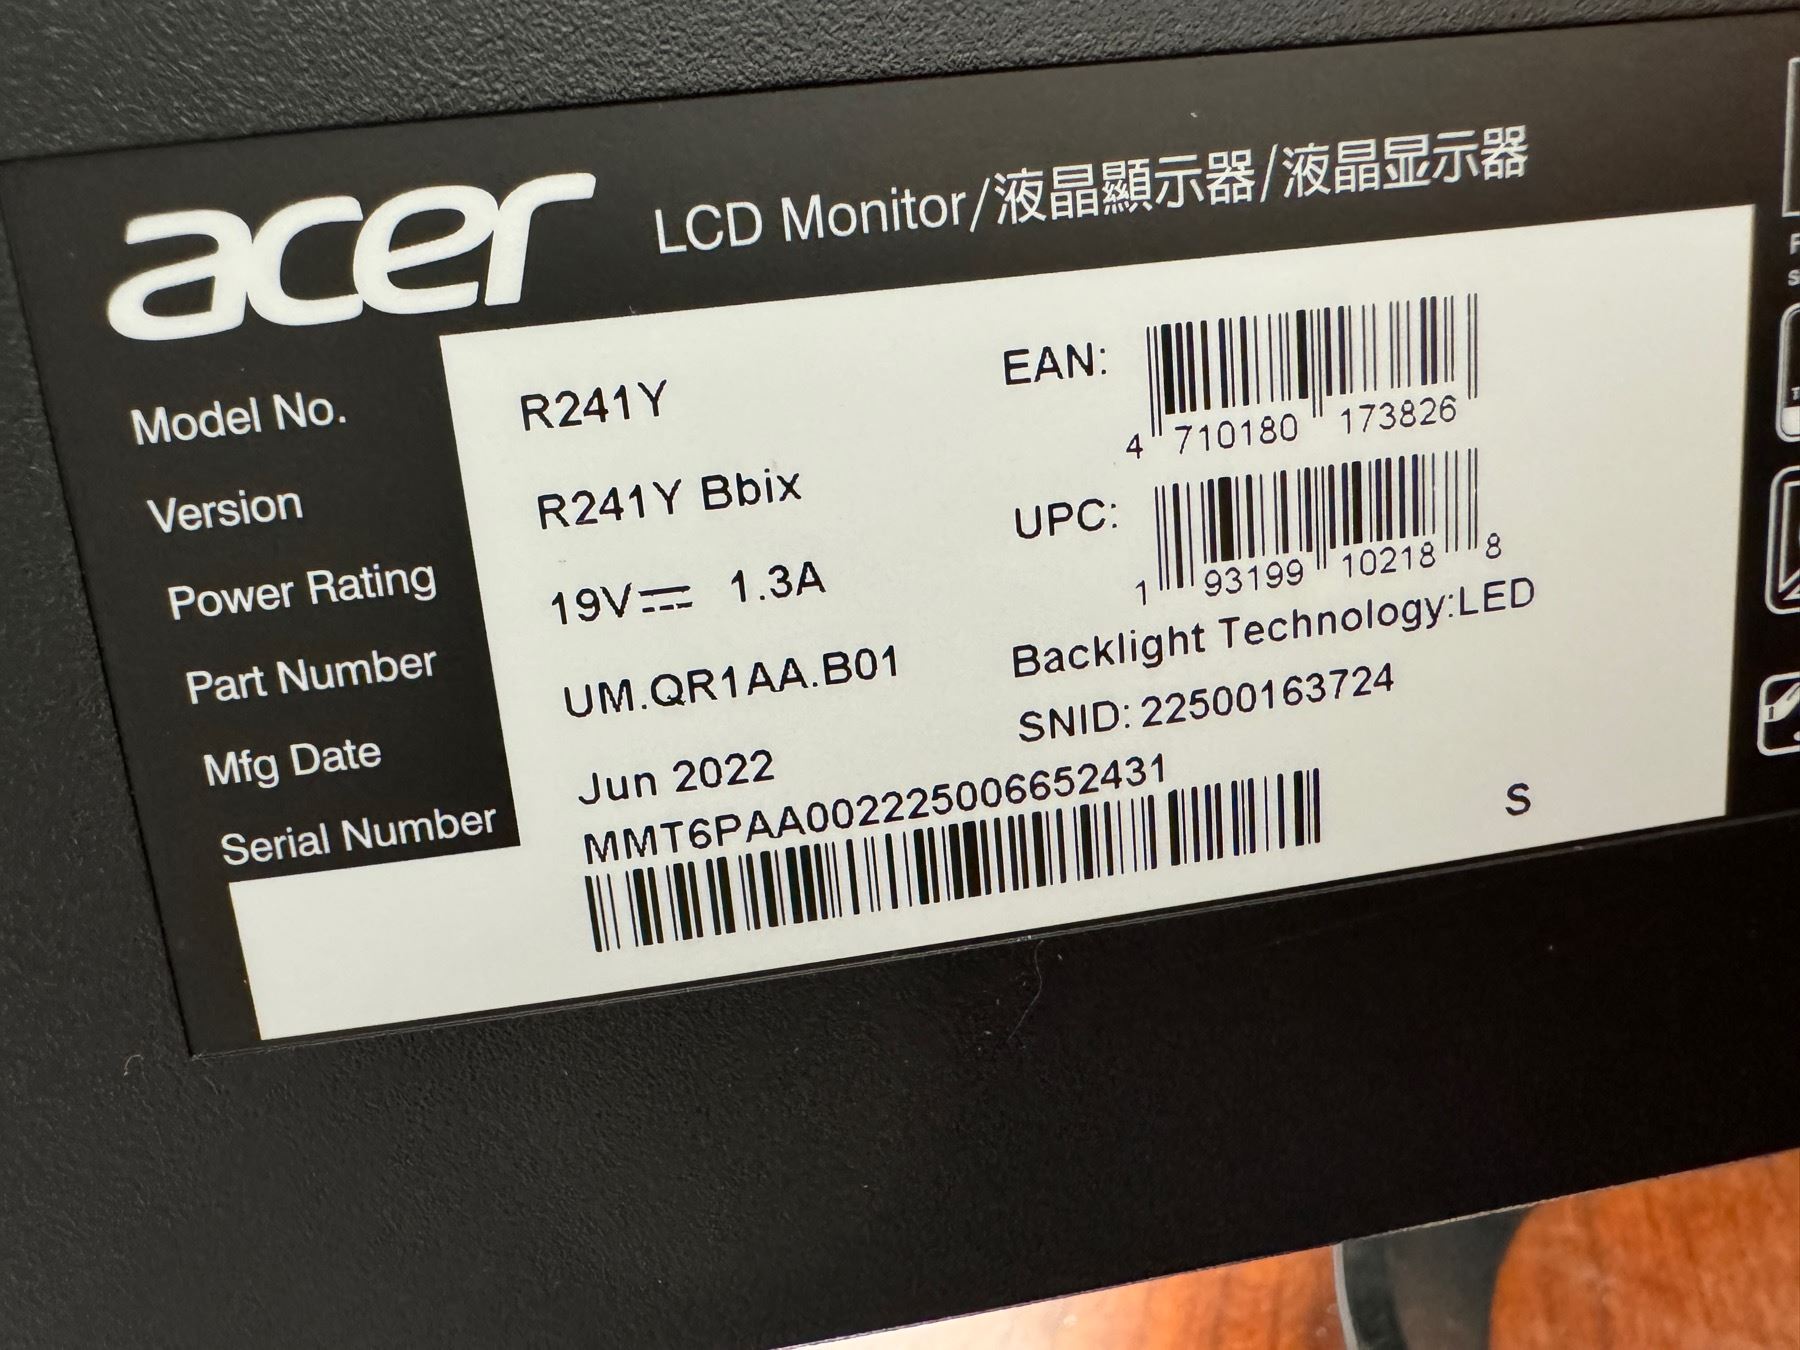 acer LCD Monitor/液晶顯示器/液晶显示器
Model No. R241Y
EAN:
4 710180 173826
Version R241Y Bbix
UPC:
1 93199 10218 8
Power Rating 19V⎓ 1.3A
Backlight Technology:LED
Part Number UM.QR1AA.B01
SNID: 22500163724
Mfg Date Jun 2022
Serial Number MMT6PAA002225006652431
S